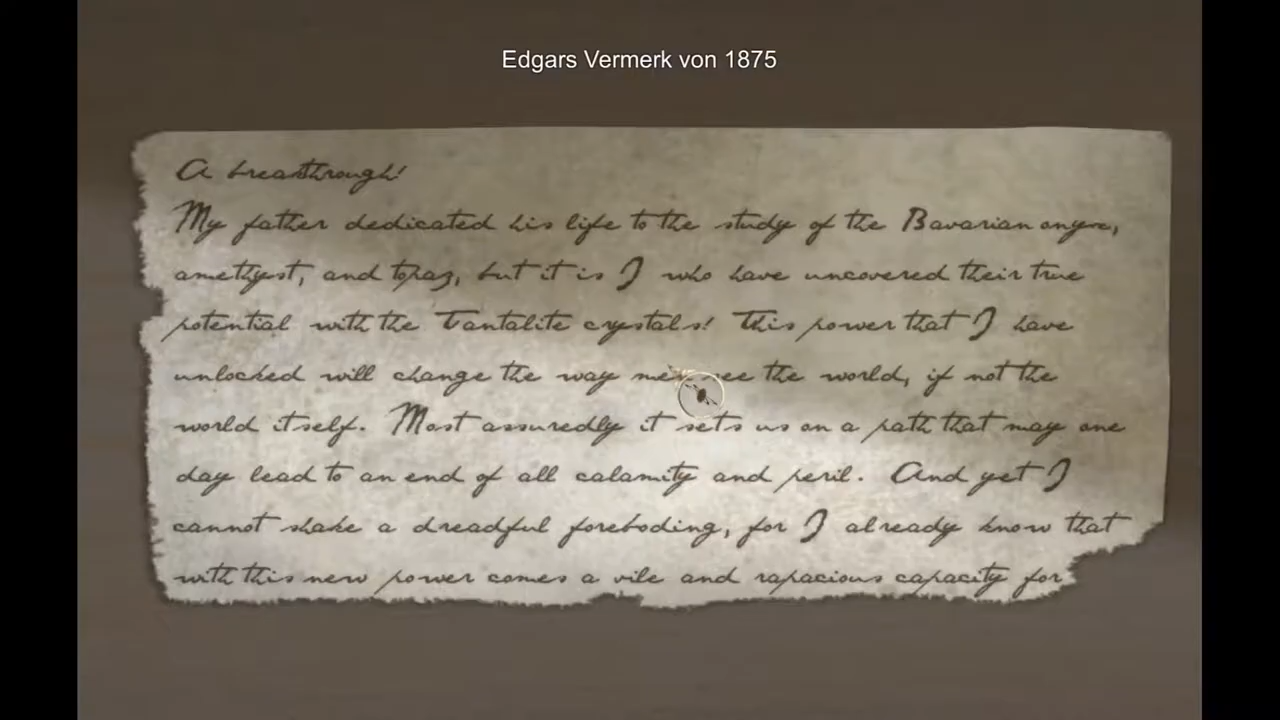 Edgars Vermerk von 1875
A breakthrough!
My father dedicated his life to the study of the Bavarian onyx,
amethyst, and topaz, but it is I who have uncovered their true
potential with the Tantalite crystals! This power that I have
unlocked will change the way men see the world, if not the
world itself. Most assuredly it sets us on a path that may one
day lead to an end of all calamity and peril. And yet I
cannot shake a dreadful foreboding, for I already know that
with this new power comes a vile and rapacious capacity for